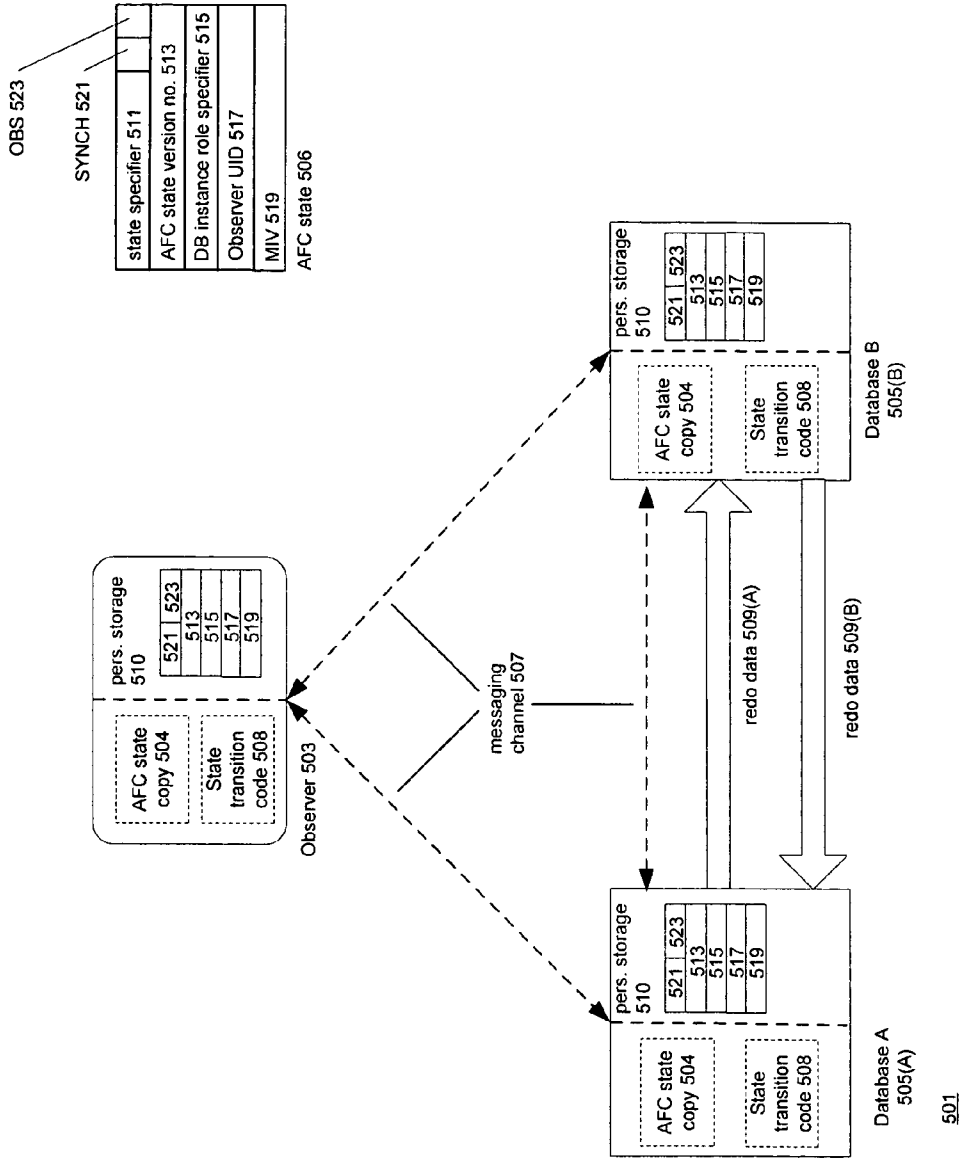 OBS 523
SYNCH 521
state specifier 511
AFC state version no. 513
DB instance role specifier 515
Observer UID 517
MIV 519
AFC state 506
AFC state
copy 504
State
transition
code 508
pers. storage
510
521 523
513
515
517
519
Observer 503
messaging
channel 507
AFC state
copy 504
State
transition
code 508
pers. storage
510
521 523
513
515
517
519
Database A
505(A)
redo data 509(A)
redo data 509(B)
AFC state
copy 504
State
transition
code 508
pers. storage
510
521 523
513
515
517
519
Database B
505(B)
501